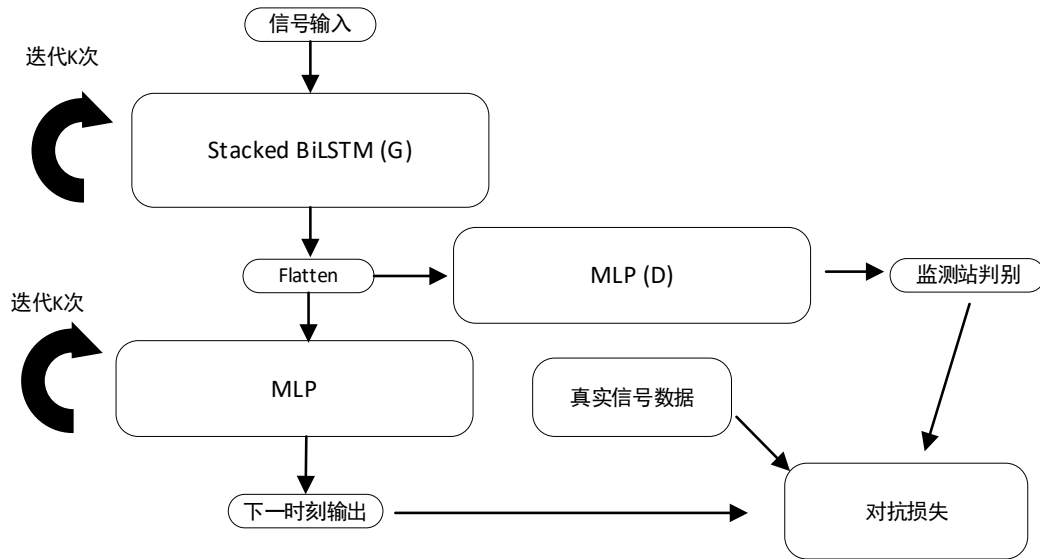 信号输入
迭代K次
Stacked BiLSTM (G)
Flatten
MLP (D)
监测站判别
迭代K次
MLP
真实信号数据
下一时刻输出
对抗损失